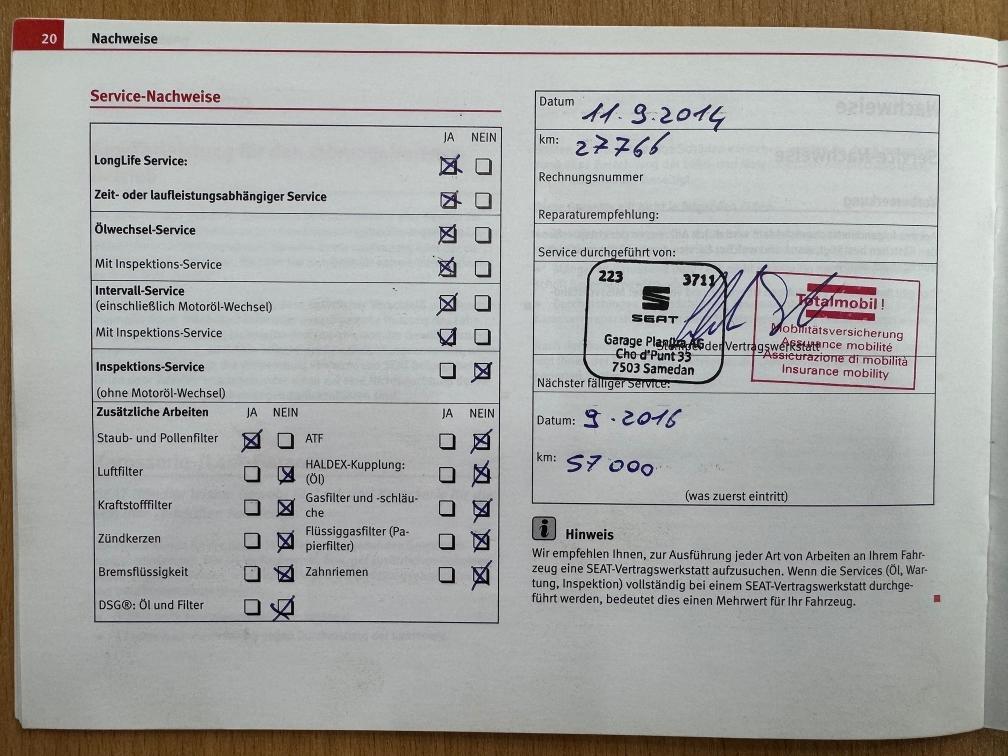 20 Nachweise
Service-Nachweise
JA NEIN
LongLife Service:
Zeit- oder laufleistungsabhängiger Service
Ölwechsel-Service
Mit Inspektions-Service
Intervall-Service
(einschließlich Motoröl-Wechsel)
Mit Inspektions-Service
Inspektions-Service
(ohne Motoröl-Wechsel)
Zusätzliche Arbeiten JA NEIN JA NEIN
Staub- und Pollenfilter ATF
Luftfilter HALDEX-Kupplung:
(Öl)
Kraftstofffilter Gasfilter und -schläu-
che
Zündkerzen Flüssiggasfilter (Pa-
pierfilter)
Bremsflüssigkeit Zahnriemen
DSG®: Öl und Filter
Datum 11.9.2014
km: 27766
Rechnungsnummer
Reparaturempfehlung:
Service durchgeführt von:
223 3711
SEAT
Garage Planüra AG
Cho d'Punt 33
7503 Samedan
Totalmobil!
Mobilitätsversicherung
Assurance mobilité
Assicurazione di mobilità
Insurance mobility
Stempel der Vertragswerkstatt
Nächster fälliger Service:
Datum: 9.2016
km: 57000
(was zuerst eintritt)
i Hinweis
Wir empfehlen Ihnen, zur Ausführung jeder Art von Arbeiten an Ihrem Fahr-
zeug eine SEAT-Vertragswerkstatt aufzusuchen. Wenn die Services (Öl, War-
tung, Inspektion) vollständig bei einem SEAT-Vertragswerkstatt durchge-
führt werden, bedeutet dies einen Mehrwert für Ihr Fahrzeug.